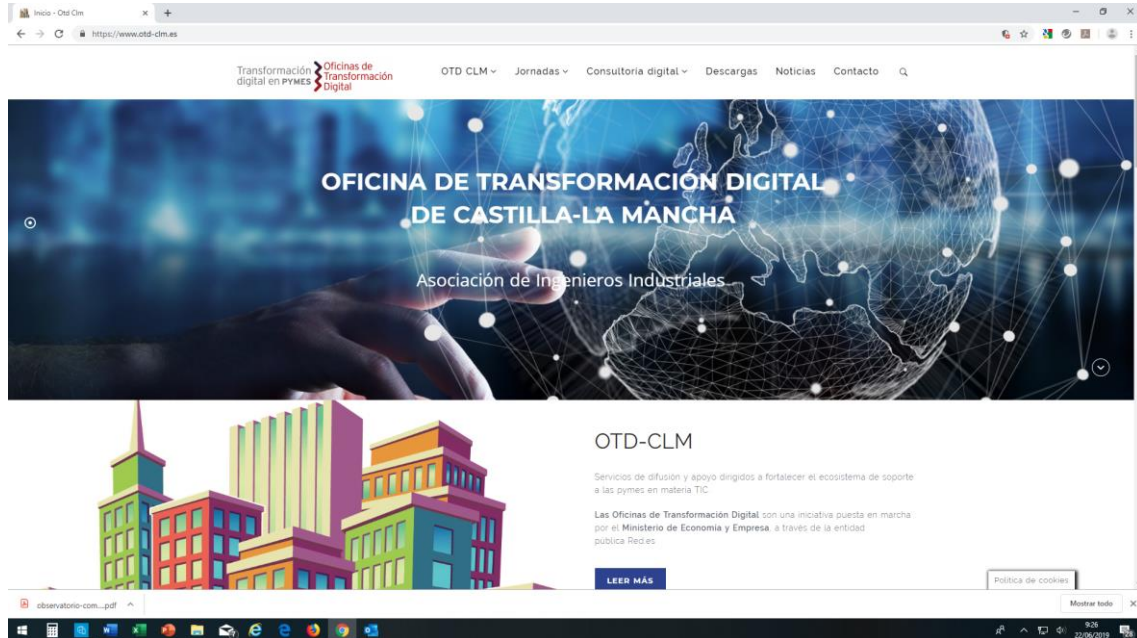 Inicio - Otd Clm
https://www.otd-clm.es
Transformación
digital en PYMES
Oficinas de
Transformación
Digital
OTD CLM
Jornadas
Consultoria digital
Descargas
Noticias
Contacto
OFICINA DE TRANSFORMACIÓN DIGITAL
DE CASTILLA-LA MANCHA
Asociación de Ingenieros Industriales
OTD-CLM
Servicios de difusión y apoyo dirigidos a fortalecer el ecosistema de soporte
a las pymes en materia TIC.
Las Oficinas de Transformación Digital son una iniciativa puesta en marcha
por el Ministerio de Economía y Empresa, a través de la entidad
pública Red.es
LEER MÁS
Política de cookies
observatorio-com....pdf
Mostrar todo
9:26
22/06/2019